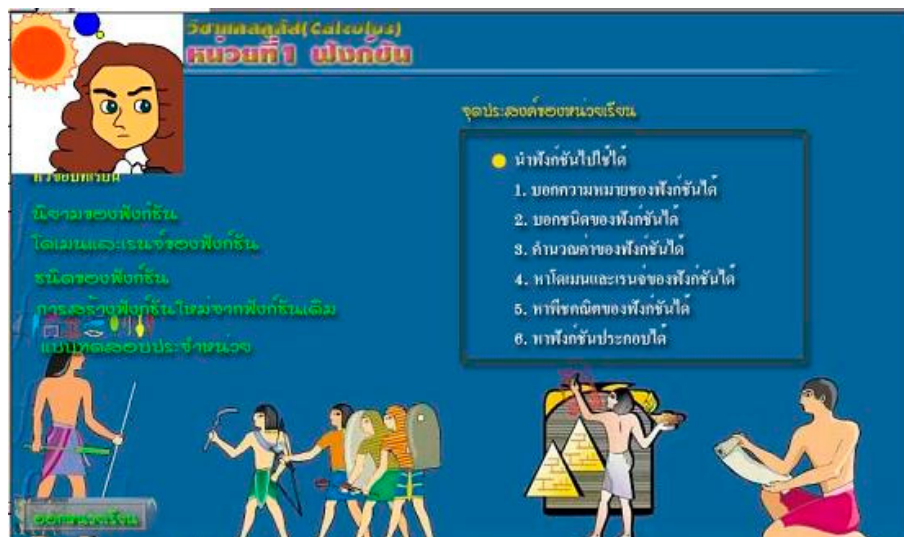 วิชาแคลคูลัส(Calculus)
หน่วยที่1 ฟังก์ชัน
หัวข้อบทเรียน
นิยามของฟังก์ชัน
โดเมนและเรนจ์ของฟังก์ชัน
ชนิดของฟังก์ชัน
การสร้างฟังก์ชันใหม่จากฟังก์ชันเดิม
แบบทดสอบประจำหน่วย
ออกหน่วยเรียน
จุดประสงค์ของหน่วยเรียน
นำฟังก์ชันไปใช้ได้
1. บอกความหมายของฟังก์ชันได้
2. บอกชนิดของฟังก์ชันได้
3. คำนวณค่าของฟังก์ชันได้
4. หาโดเมนและเรนจ์ของฟังก์ชันได้
5. หาพีชคณิตของฟังก์ชันได้
6. หาฟังก์ชันประกอบได้